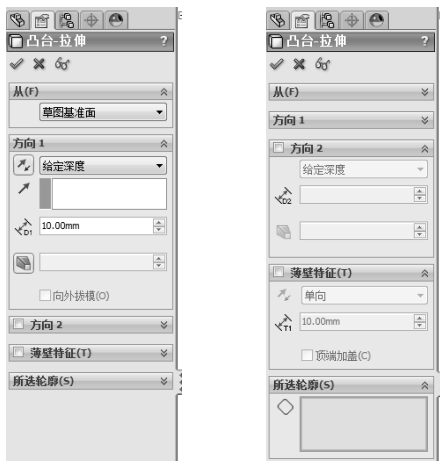 凸台-拉伸 ?
从(F)
草图基准面
方向1
给定深度
D1 10.00mm
向外拔模(O)
方向2
薄壁特征(T)
所选轮廓(S)
凸台-拉伸 ?
从(F)
方向1
方向2
给定深度
D2
薄壁特征(T)
单向
T1 10.00mm
顶端加盖(C)
所选轮廓(S)